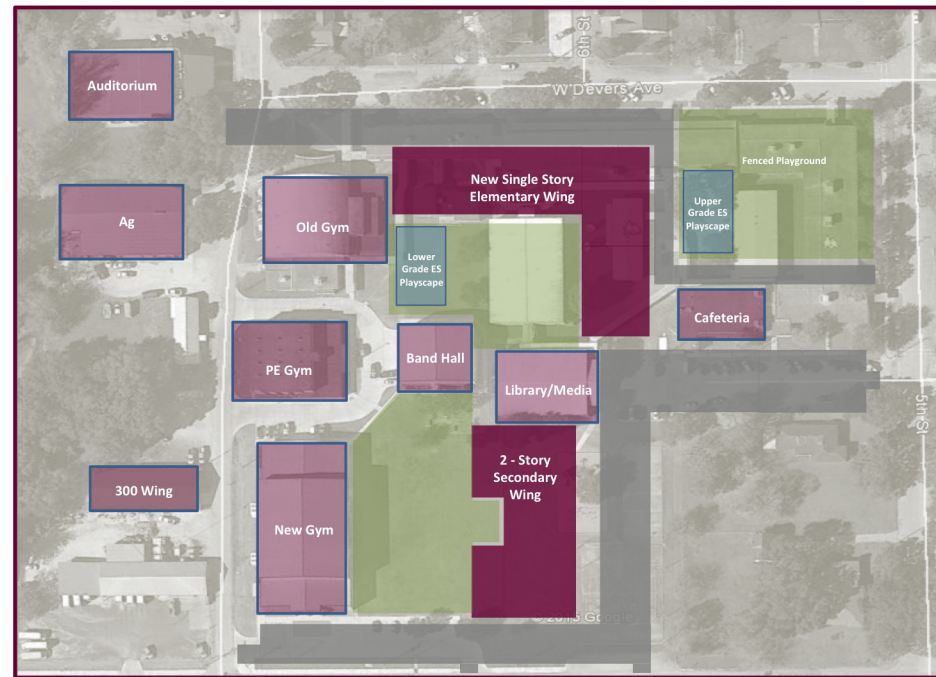 6th St
W Devers Ave
Auditorium
Fenced Playground
New Single Story
Elementary Wing
Upper
Grade ES
Playscape
Ag
Old Gym
Lower
Grade ES
Playscape
Cafeteria
Band Hall
PE Gym
Library/Media
5th St
2 - Story
Secondary
Wing
300 Wing
New Gym
© 2015 Google